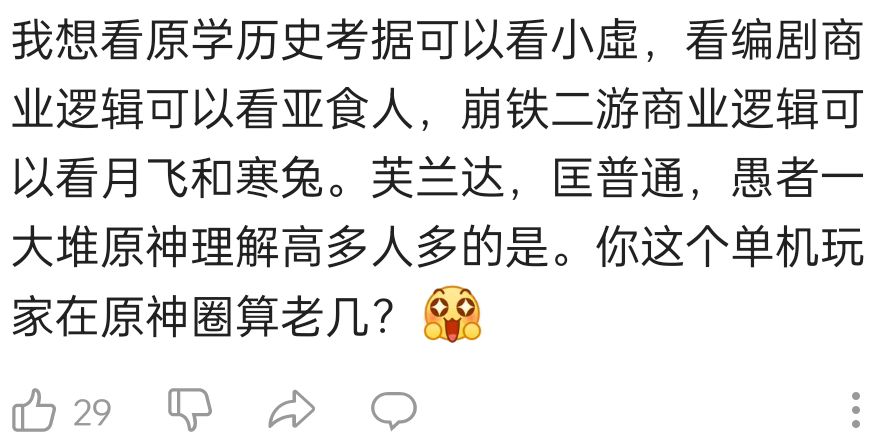 我想看原学历史考据可以看小虚，看编剧商
业逻辑可以看亚食人，崩铁二游商业逻辑可
以看月飞和寒兔。芙兰达，匡普通，愚者一
大堆原神理解高多人多的是。你这个单机玩
家在原神圈算老几？
29